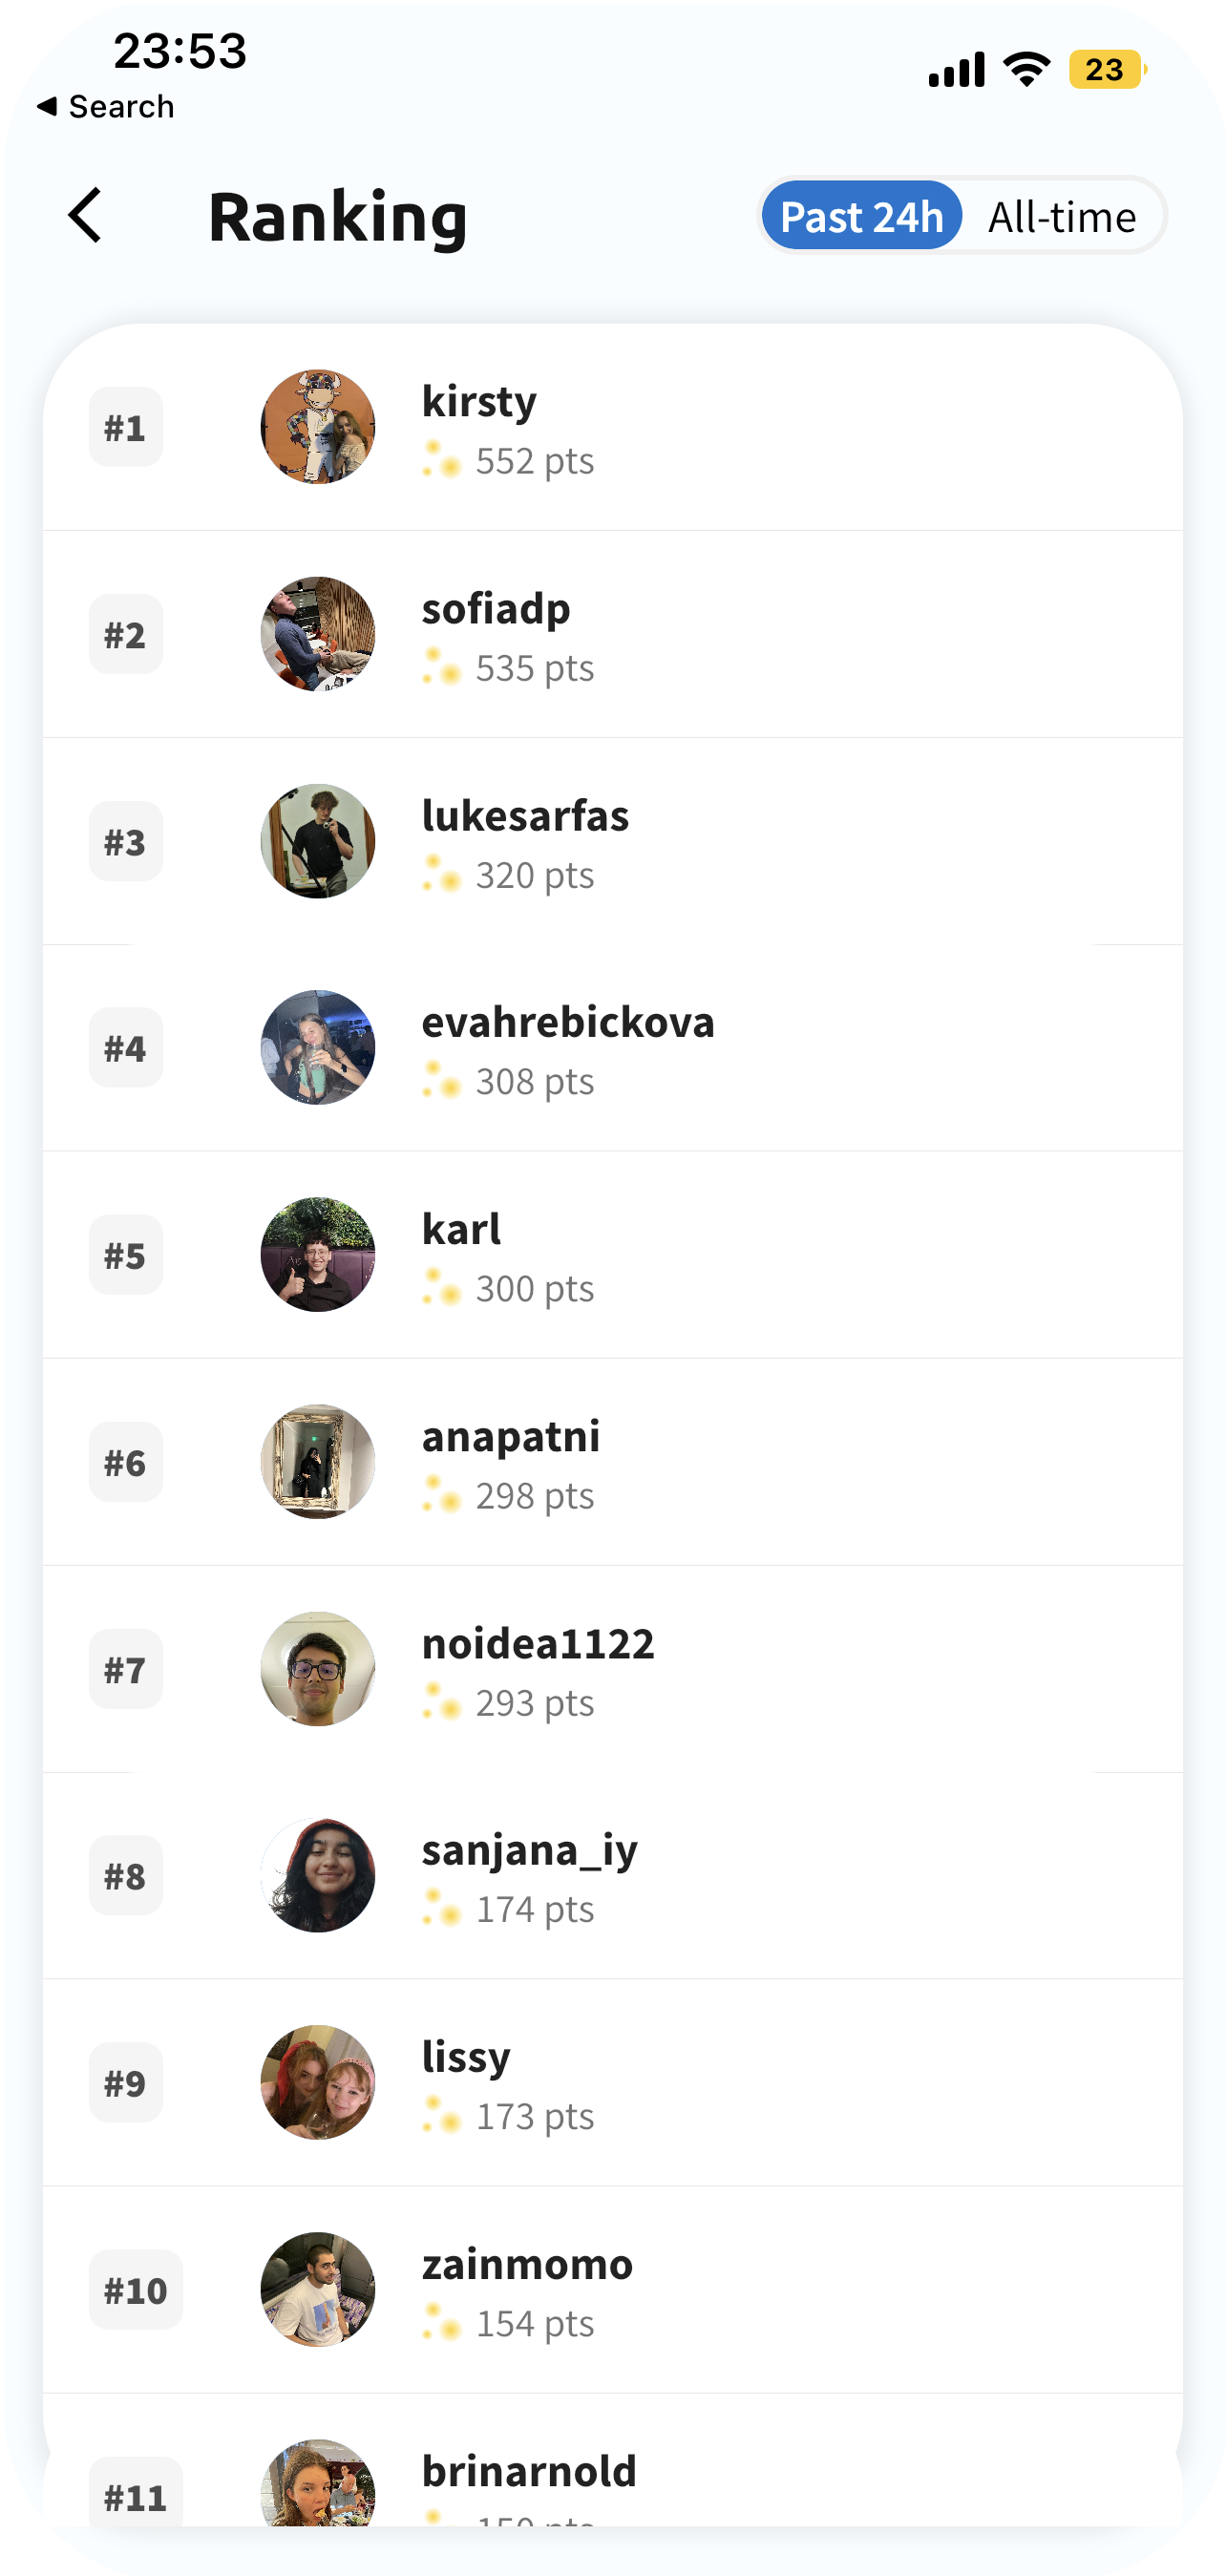 23:53
23
◀ Search
Ranking
Past 24h
All-time
#1
kirsty
552 pts
#2
sofiadp
535 pts
#3
lukesarfas
320 pts
#4
evahrebickova
308 pts
#5
karl
300 pts
#6
anapatni
298 pts
#7
noidea1122
293 pts
#8
sanjana_iy
174 pts
#9
lissy
173 pts
#10
zainmomo
154 pts
#11
brinarnold